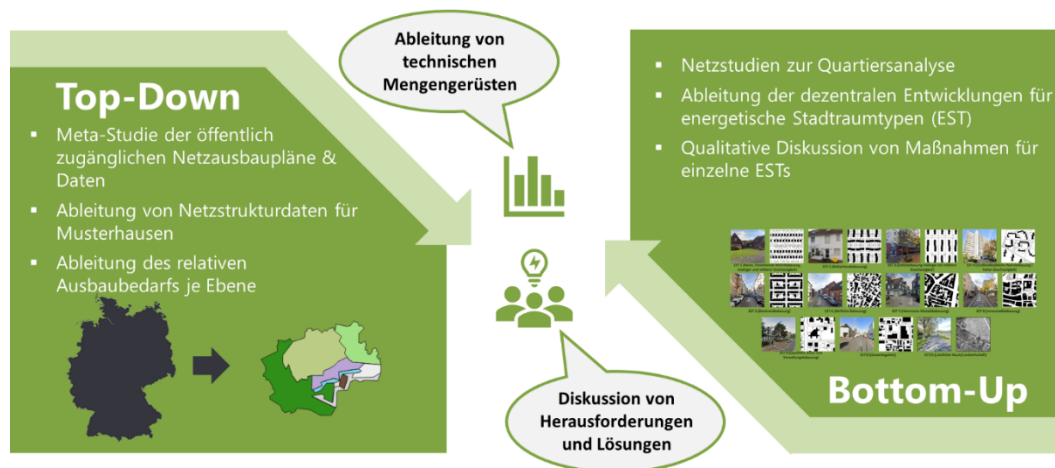 Top-Down
▪ Meta-Studie der öffentlich
zugänglichen Netzausbaupläne &
Daten
▪ Ableitung von Netzstrukturdaten für
Musterhausen
▪ Ableitung des relativen
Ausbaubedarfs je Ebene
Ableitung von
technischen
Mengengerüsten
Diskussion von
Herausforderungen
und Lösungen
▪ Netzstudien zur Quartiersanalyse
▪ Ableitung der dezentralen Entwicklungen für
energetische Stadtraumtypen (EST)
▪ Qualitative Diskussion von Maßnahmen für
einzelne ESTs
Bottom-Up